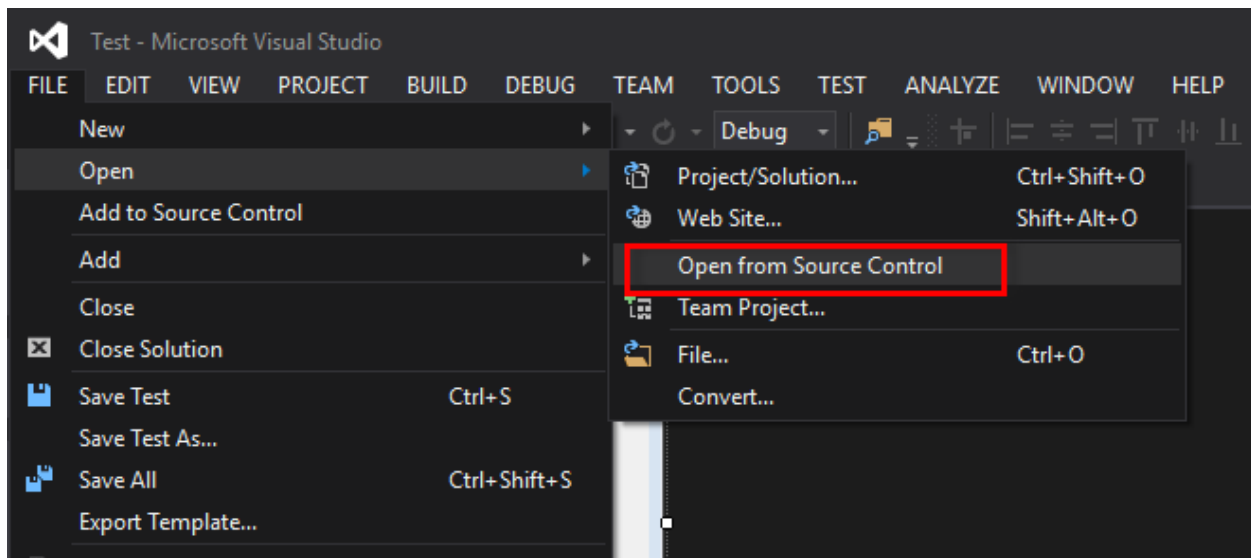 Test - Microsoft Visual Studio
FILE EDIT VIEW PROJECT BUILD DEBUG TEAM TOOLS TEST ANALYZE WINDOW HELP
Debug
New
Open
Add to Source Control
Add
Close
Close Solution
Save Test Ctrl+S
Save Test As...
Save All Ctrl+Shift+S
Export Template...
Project/Solution... Ctrl+Shift+O
Web Site... Shift+Alt+O
Open from Source Control
Team Project...
File... Ctrl+O
Convert...